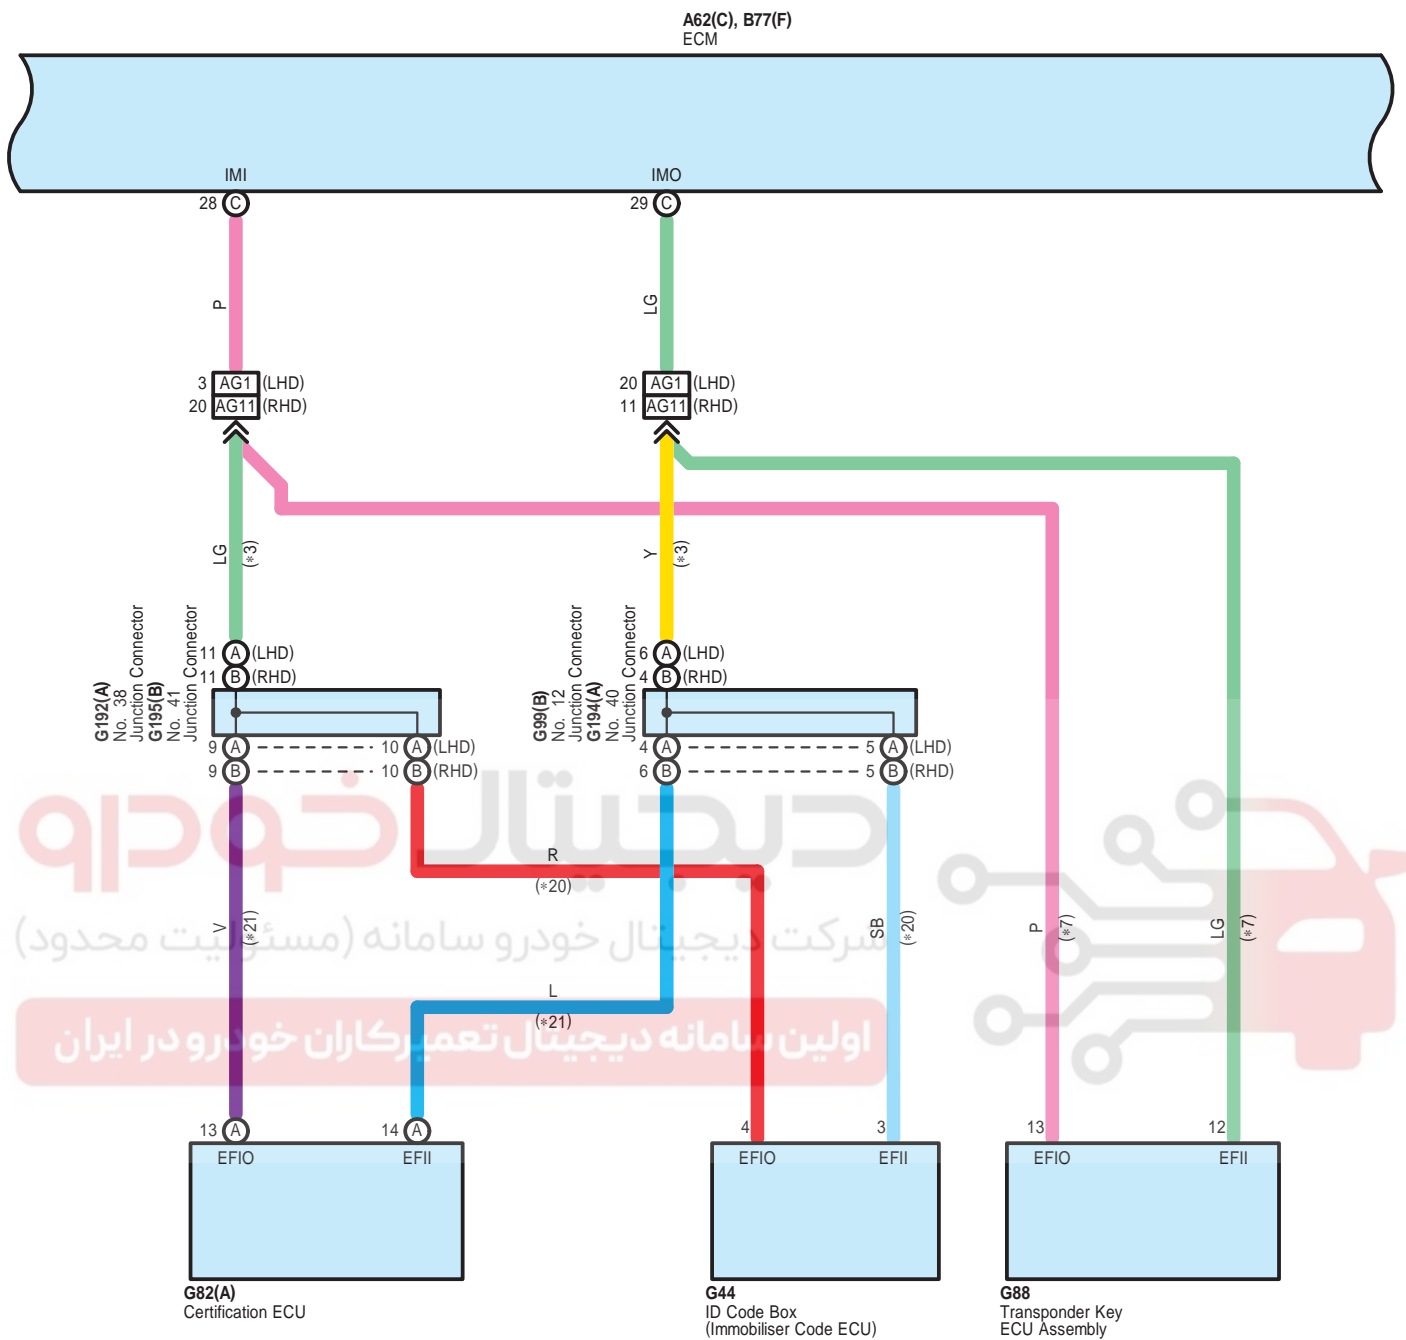 A62(C), B77(F)
ECM
IMI
IMO
28 C
29 C
P
LG
3 AG1 (LHD)
20 AG11 (RHD)
20 AG1 (LHD)
11 AG11 (RHD)
LG
(*3)
Y
(*3)
G192(A)
No. 38
Junction Connector
G195(B)
No. 41
Junction Connector
11 A (LHD)
11 B (RHD)
G99(B)
No. 12
Junction Connector
G194(A)
No. 40
Junction Connector
6 A (LHD)
4 B (RHD)
9 A 10 A (LHD)
9 B 10 B (RHD)
4 A 5 A (LHD)
6 B 5 B (RHD)
دیجیتال خودرو
R
(*20)
V
(*21)
SB
(*20)
P
(*7)
LG
(*7)
شرکت دیجیتال خودرو سامانه (مسئولیت محدود)
L
(*21)
اولین سامانه دیجیتال تعمیرکاران خودرو در ایران
13 A
14 A
4
3
13
12
EFIO
EFII
EFIO
EFII
EFIO
EFII
G82(A)
Certification ECU
G44
ID Code Box
(Immobiliser Code ECU)
G88
Transponder Key
ECU Assembly